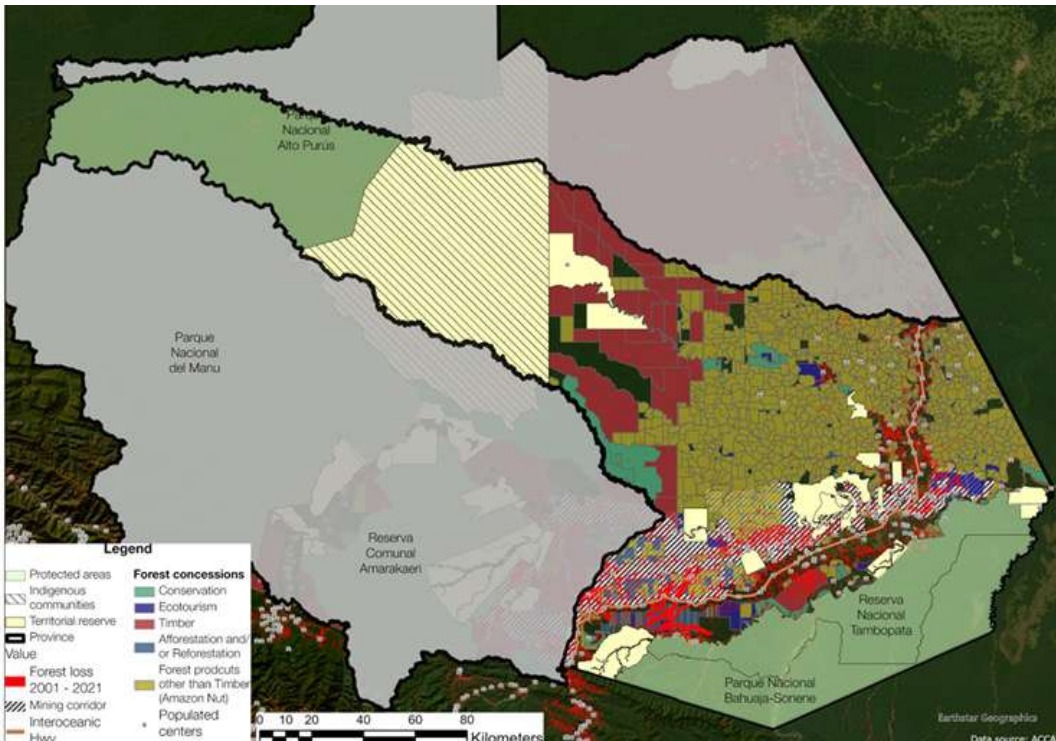 Parque
Nacional
Alto Purús
Parque
Nacional
del Manu
Reserva
Comunal
Amarakaeri
Reserva
Nacional
Tambopata
Parque Nacional
Bahuaja-Sonene
Legend
Protected areas
Indigenous
communities
Territorial reserve
Province
Value
Forest loss
2001 - 2021
Mining corridor
Interoceanic
Hwy
Forest concessions
Conservation
Ecotourism
Timber
Afforestation and/
or Reforestation
Forest prodcuts
other than Timber
(Amazon Nut)
Populated
centers
0 10 20 40 60 80
Kilometers
Earthstar Geographics
Data source: ACCA